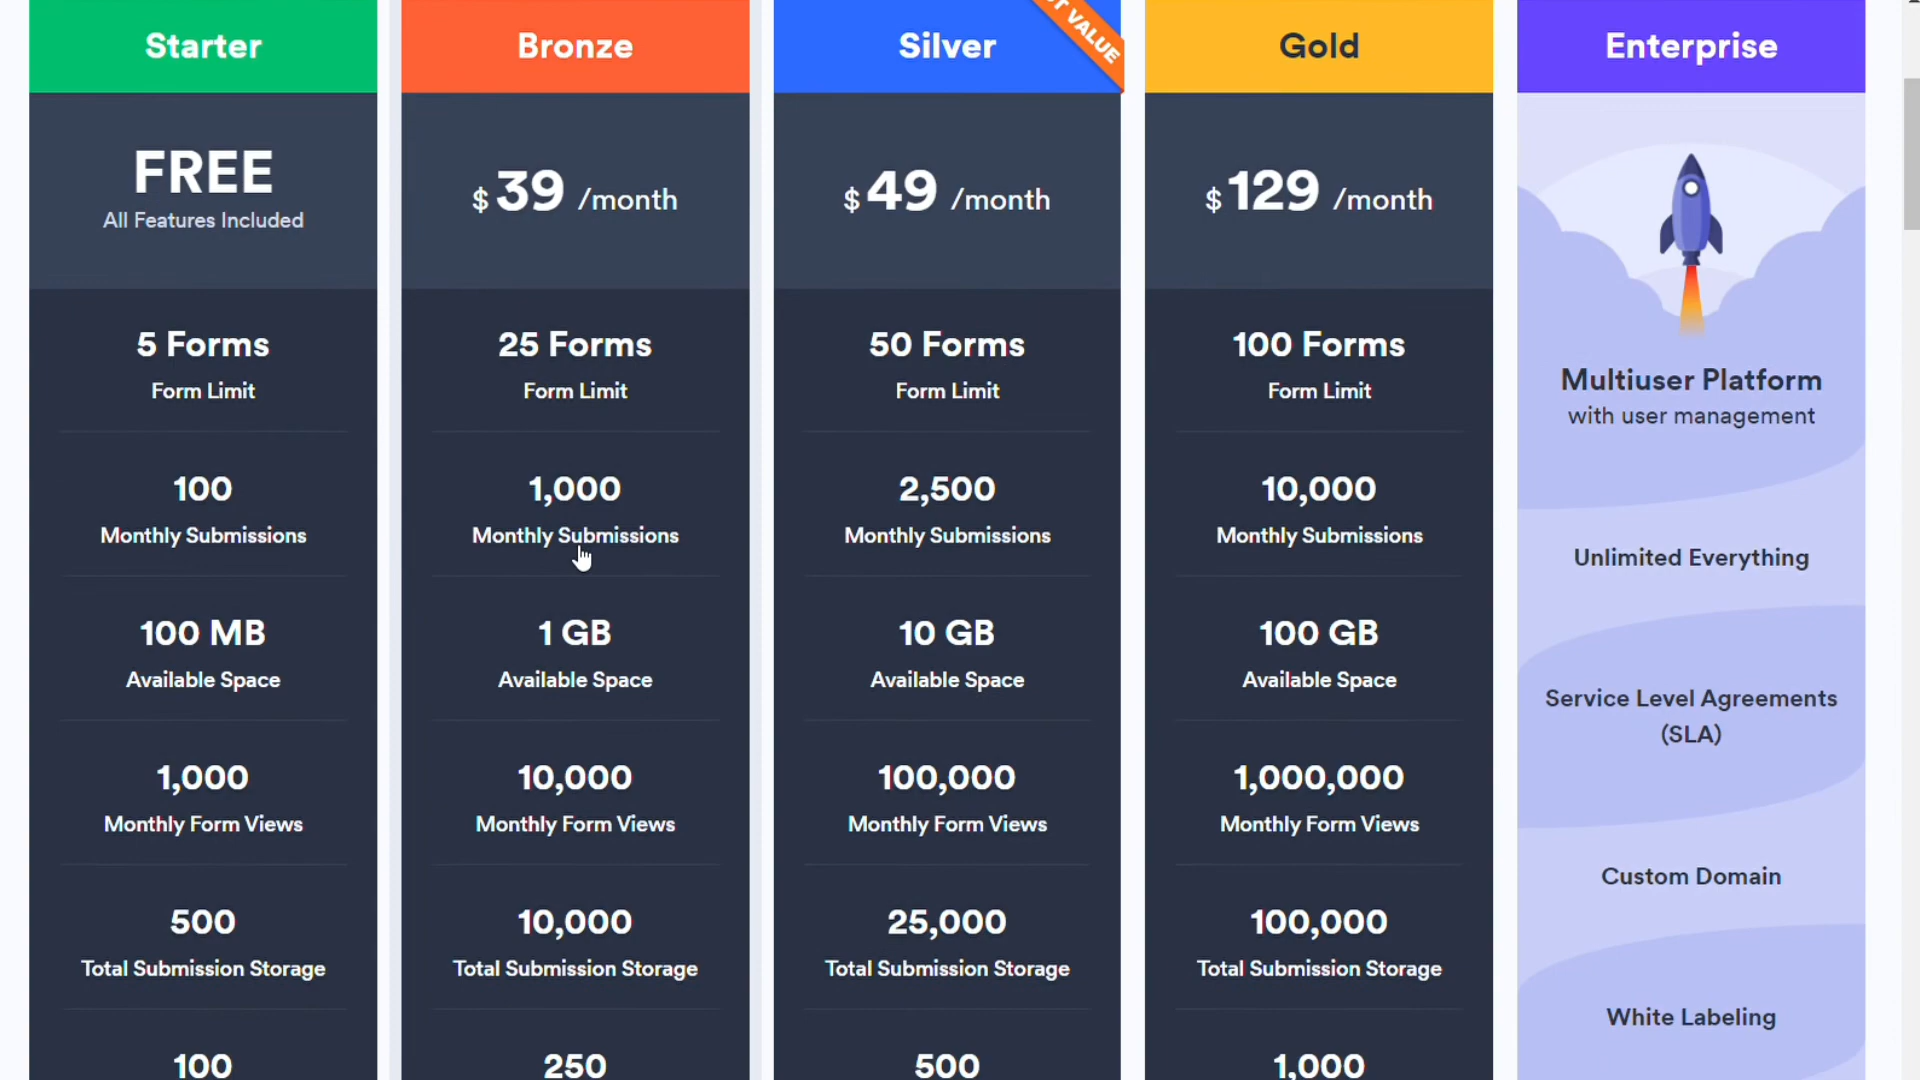 Starter
FREE
All Features Included
5 Forms
Form Limit
100
Monthly Submissions
100 MB
Available Space
1,000
Monthly Form Views
500
Total Submission Storage
100
Bronze
$39 /month
25 Forms
Form Limit
1,000
Monthly Submissions
1 GB
Available Space
10,000
Monthly Form Views
10,000
Total Submission Storage
250
Silver
VALUE
$49 /month
50 Forms
Form Limit
2,500
Monthly Submissions
10 GB
Available Space
100,000
Monthly Form Views
25,000
Total Submission Storage
500
Gold
$129 /month
100 Forms
Form Limit
10,000
Monthly Submissions
100 GB
Available Space
1,000,000
Monthly Form Views
100,000
Total Submission Storage
1,000
Enterprise
Multiuser Platform
with user management
Unlimited Everything
Service Level Agreements
(SLA)
Custom Domain
White Labeling